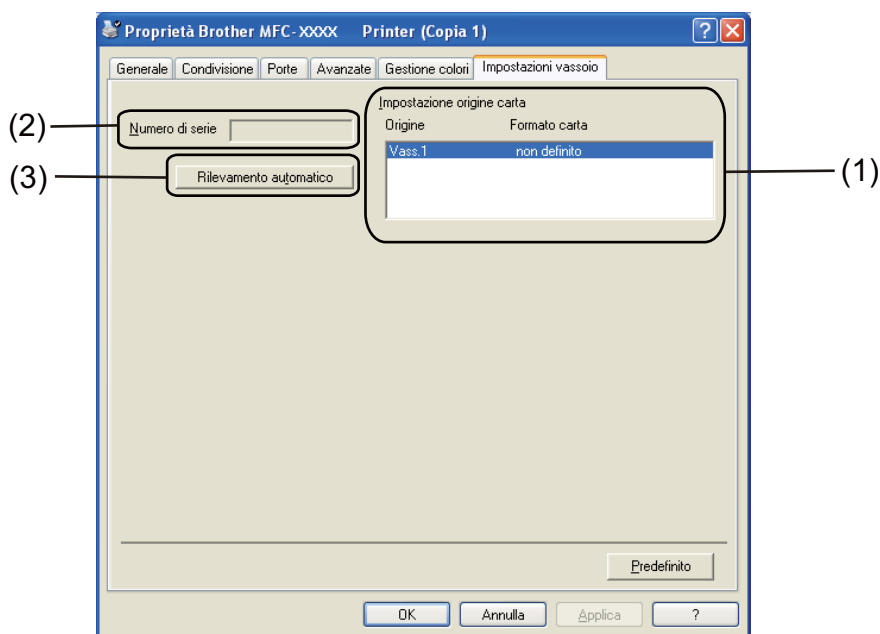 Proprietà Brother MFC-XXXX Printer (Copia 1)
?
Generale Condivisione Porte Avanzate Gestione colori Impostazioni vassoio
Impostazione origine carta
(2)
Numero di serie
Origine Formato carta
Vass.1 non definito
(3)
Rilevamento automatico
(1)
Predefinito
OK Annulla Applica ?